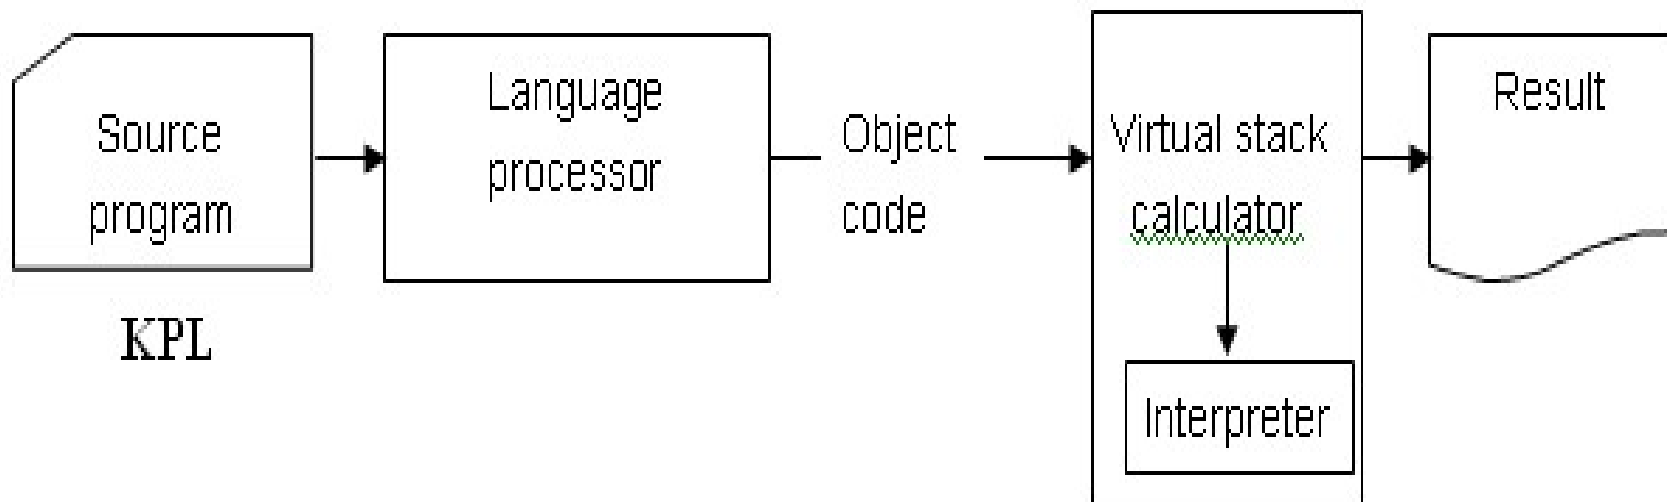 Source
program
KPL
Language
processor
Object
code
Virtual stack
calculator
Interpreter
Result